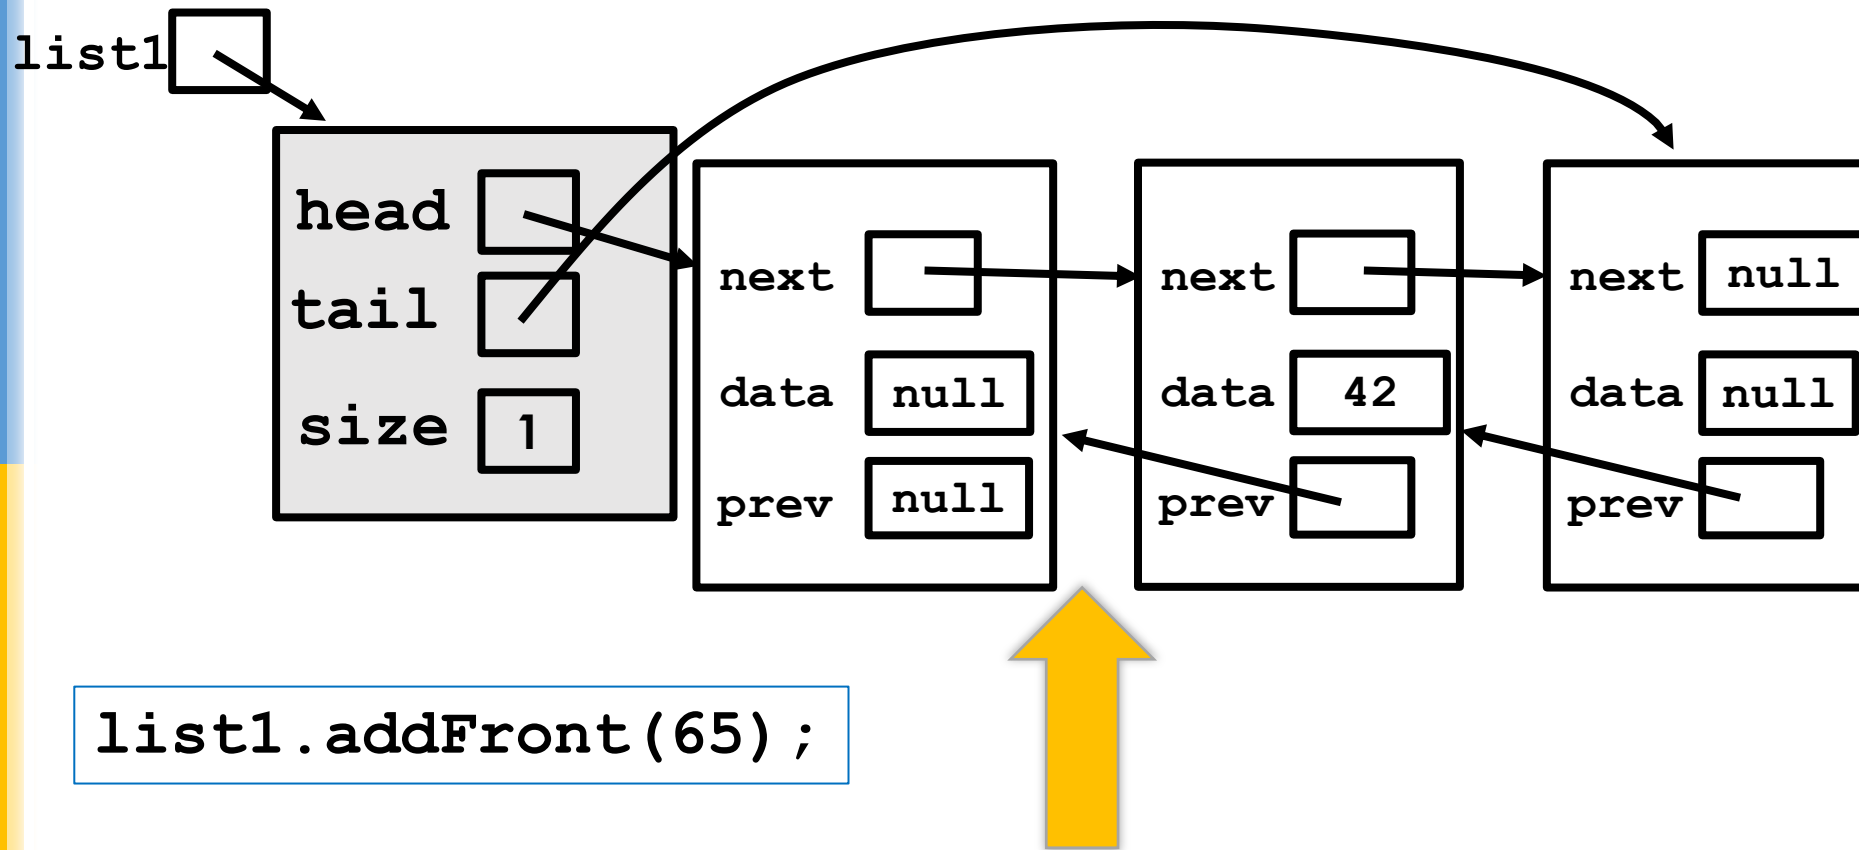 list1
head
tail
size 1
next
data null
prev null
next
data 42
prev
next null
data null
prev
list1.addFront(65);